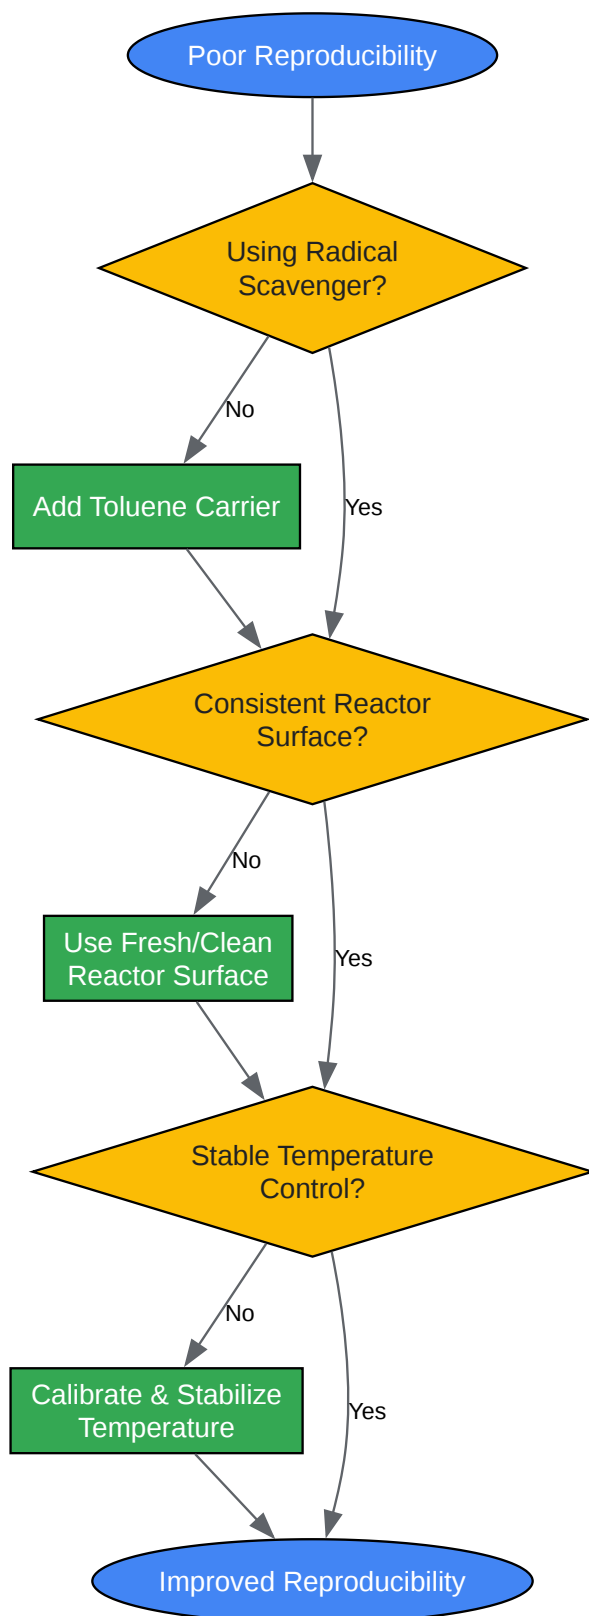 Poor Reproducibility
Using Radical
Scavenger?
No
Add Toluene Carrier
Yes
Consistent Reactor
Surface?
No
Use Fresh/Clean
Reactor Surface
Yes
Stable Temperature
Control?
No
Calibrate & Stabilize
Temperature
Yes
Improved Reproducibility